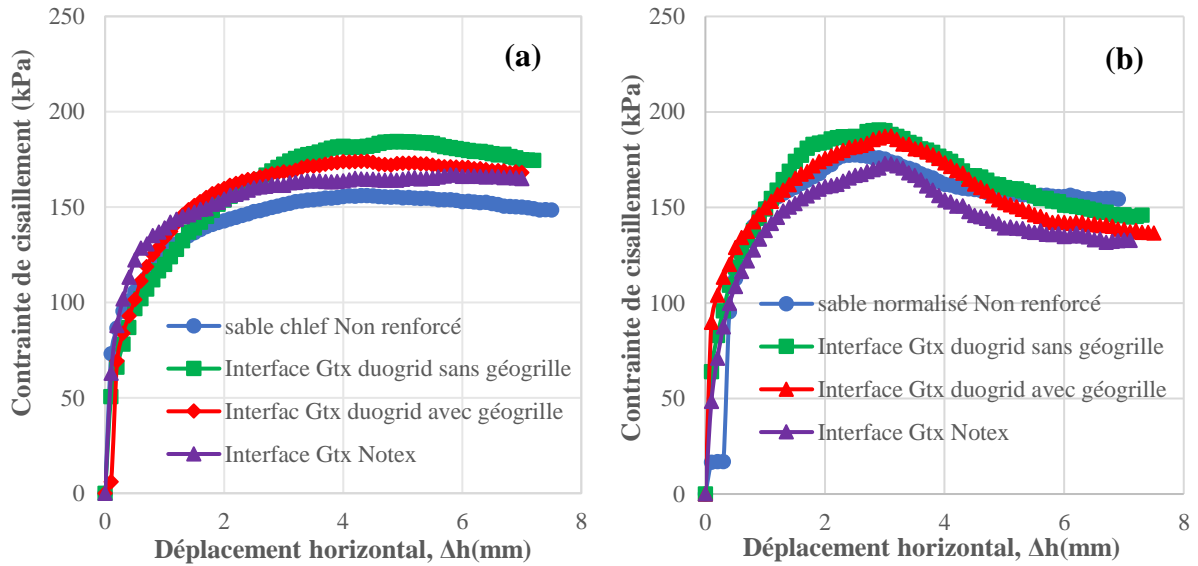 Contrainte de cisaillement (kPa)
250
200
150
100
50
0
(a)
sable chlef Non renforcé
Interface Gtx duogrid sans géogrille
Interfac Gtx duogrid avec géogrille
Interface Gtx Notex
0 2 4 6 8
Déplacement horizontal, Δh(mm)
Contrainte de cisaillement (kPa)
250
200
150
100
50
0
(b)
sable normalisé Non renforcé
Interface Gtx duogrid sans géogrille
Interface Gtx duogrid avec géogrille
Interface Gtx Notex
0 2 4 6 8
Déplacement horizontal, Δh(mm)